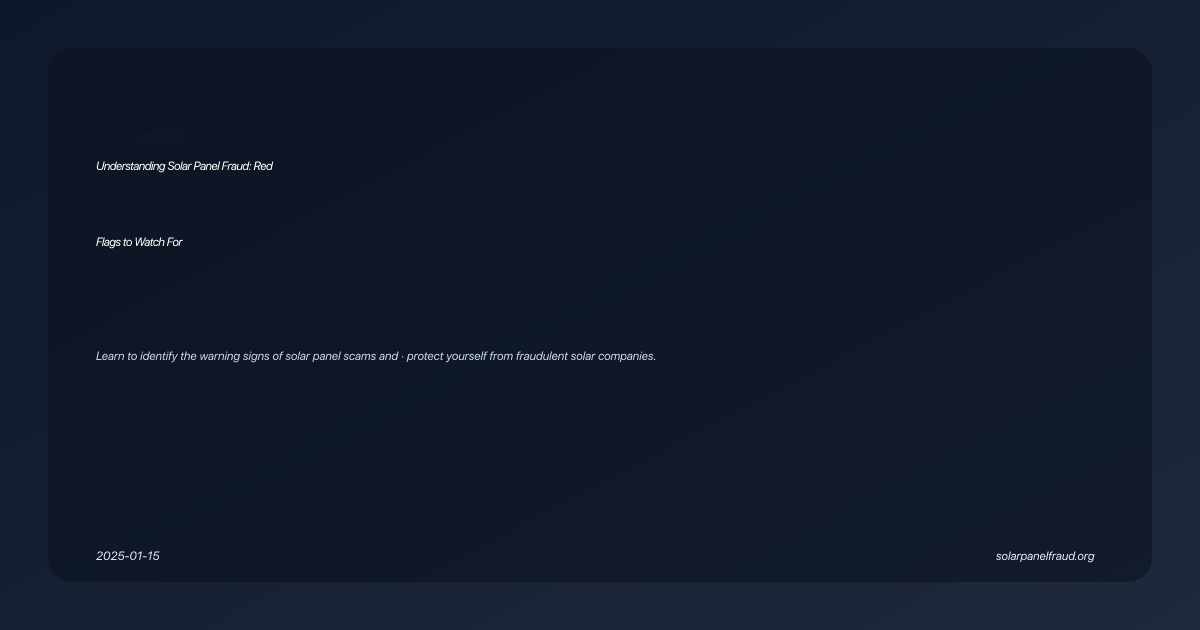 Understanding Solar Panel Fraud: Red
Flags to Watch For
Learn to identify the warning signs of solar panel scams and · protect yourself from fraudulent solar companies.
2025-01-15
solarpanelfraud.org